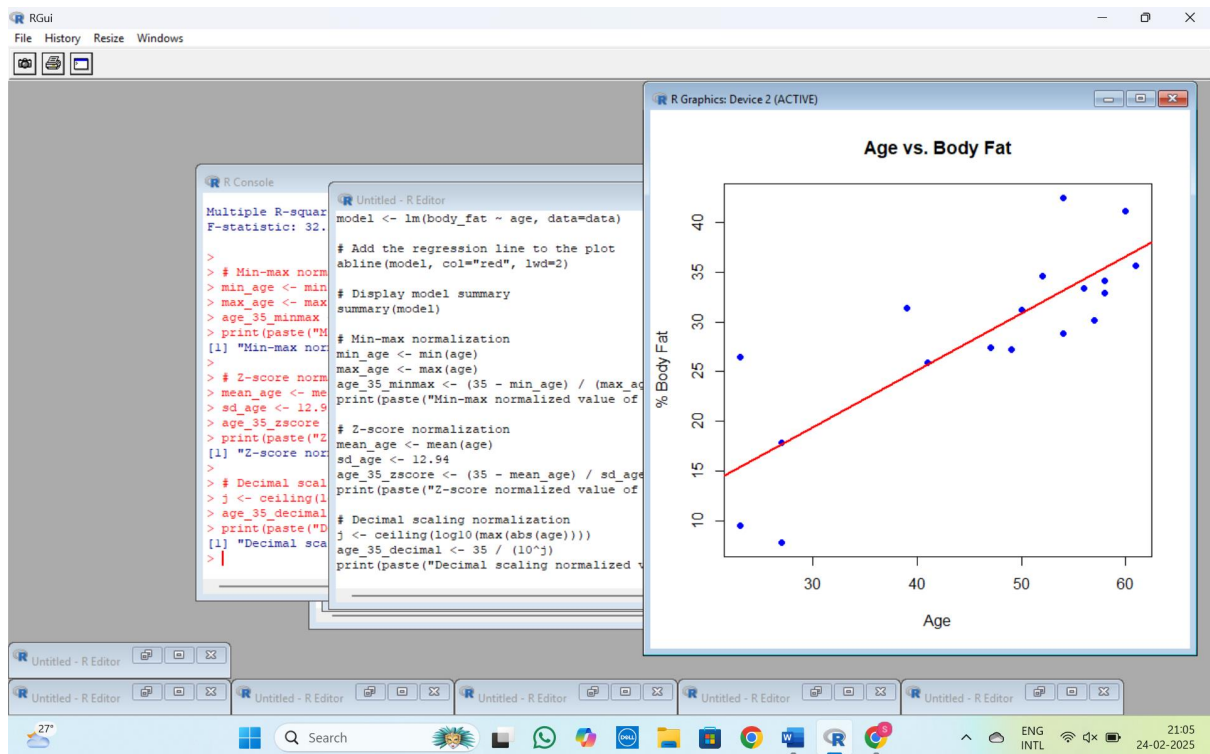 RGui
File History Resize Windows
R Graphics: Device 2 (ACTIVE)
Age vs. Body Fat
% Body Fat
40
35
30
25
20
15
10
30 40 50 60
Age
R Console
Multiple R-squar
F-statistic: 32.
>
> # Min-max norm
> min_age <- min
> max_age <- max
> age_35_minmax
> print(paste("M
[1] "Min-max nor
>
> # Z-score norm
> mean_age <- me
> sd_age <- 12.9
> age_35_zscore
> print(paste("Z
[1] "Z-score nor
>
> # Decimal scal
> j <- ceiling(l
> age_35_decimal
> print(paste("D
[1] "Decimal sca
>
Untitled - R Editor
model <- lm(body_fat ~ age, data=data)
# Add the regression line to the plot
abline(model, col="red", lwd=2)
# Display model summary
summary(model)
# Min-max normalization
min_age <- min(age)
max_age <- max(age)
age_35_minmax <- (35 - min_age) / (max_ag
print(paste("Min-max normalized value of
# Z-score normalization
mean_age <- mean(age)
sd_age <- 12.94
age_35_zscore <- (35 - mean_age) / sd_age
print(paste("Z-score normalized value of
# Decimal scaling normalization
j <- ceiling(log10(max(abs(age))))
age_35_decimal <- 35 / (10^j)
print(paste("Decimal scaling normalized v
Untitled - R Editor
Untitled - R Editor
Untitled - R Editor
Untitled - R Editor
Untitled - R Editor
Untitled - R Editor
27°
Search
DELL
S
ENG
INTL
21:05
24-02-2025